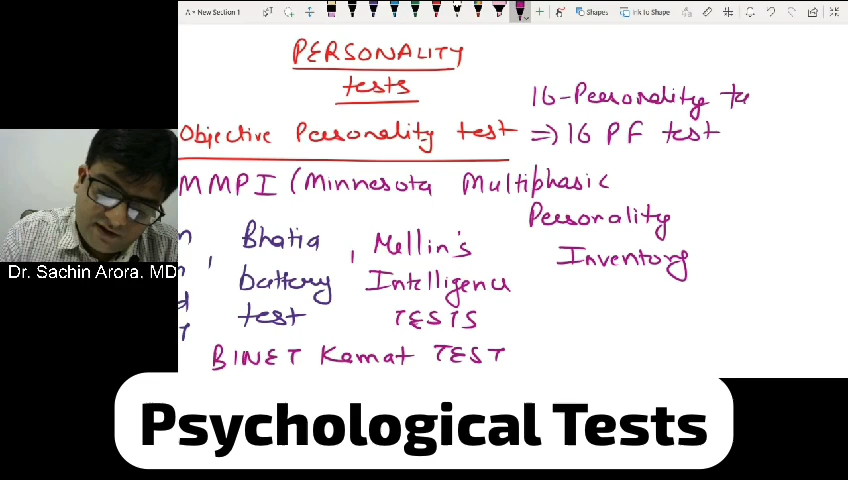 A • New Section 1
Shapes
Ink to Shape
PERSONALITY
tests
16-Personality
=> 16 PF test
Objective Personality test
MMPI (Minnesota Multiphasic
Personality
Inventory
Bhatia , Mellin's
battery Intelligence
test TESTS
BINET Kamat TEST
Dr. Sachin Arora. MD
Psychological Tests